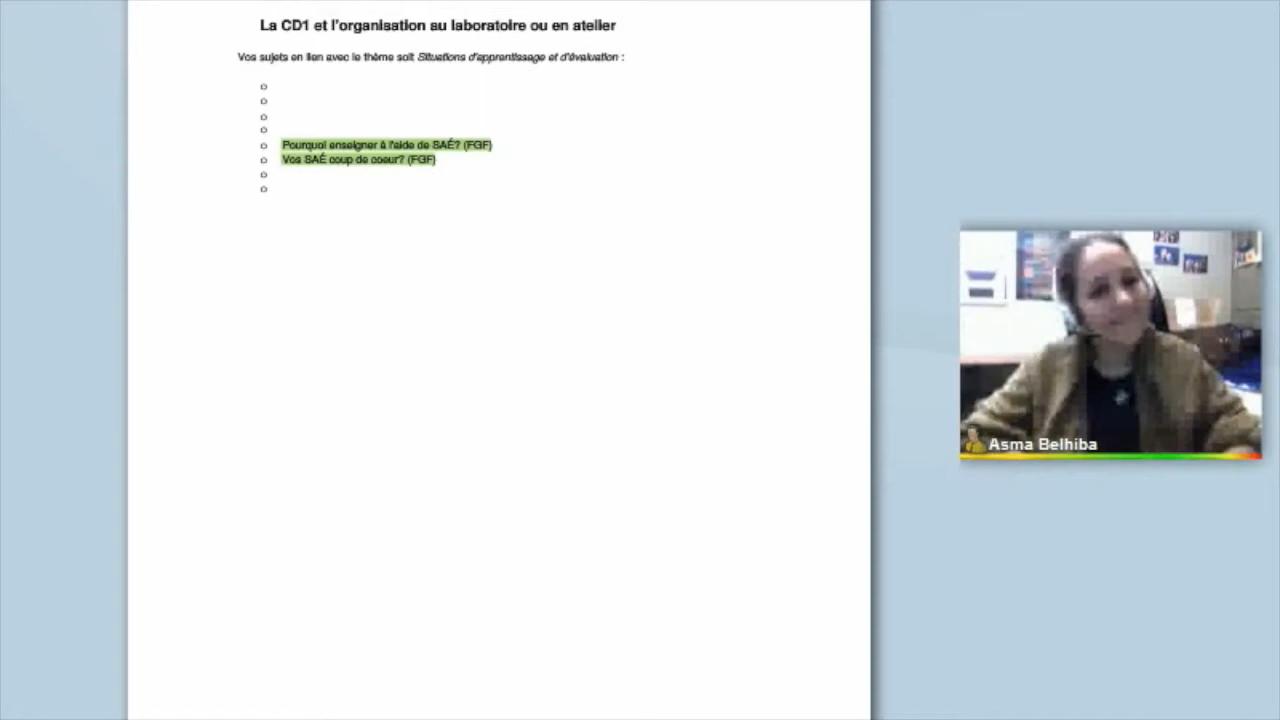 La CD1 et l'organisation au laboratoire ou en atelier
Vos sujets en lien avec le thème soit Situations d'apprentissage et d'évaluation :
Pourquoi enseigner à l'aide de SAÉ? (FGF)
Vos SAÉ coup de coeur? (FGF)
Asma Belhiba